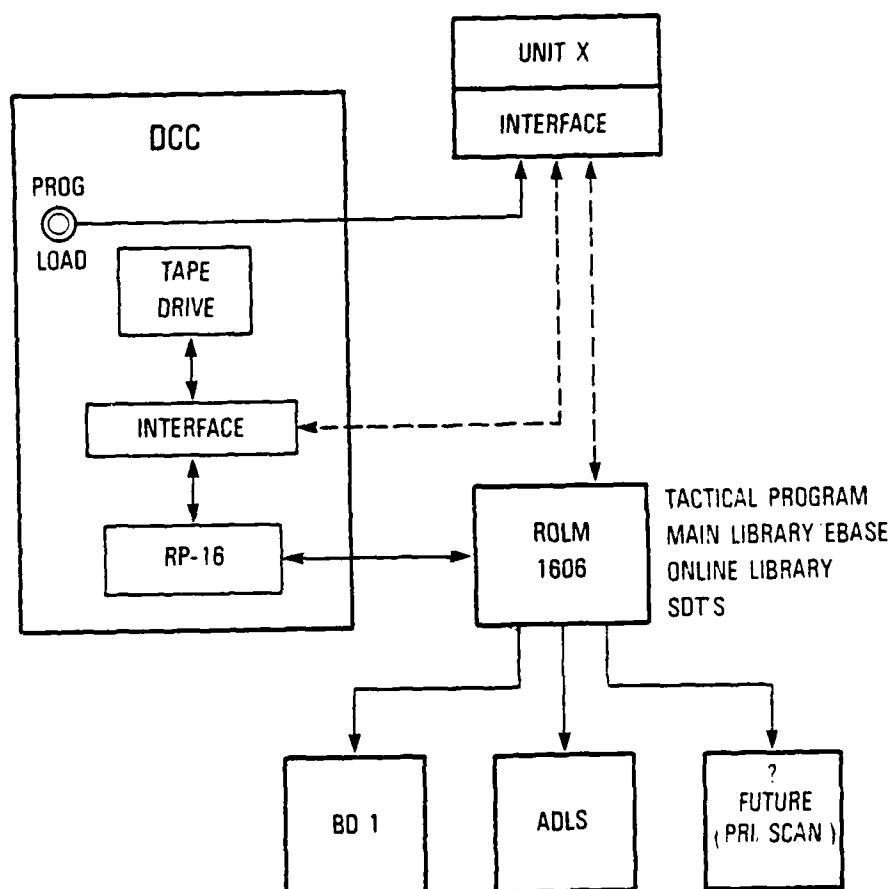 UNIT X
INTERFACE
DCC
PROG
LOAD
TAPE
DRIVE
INTERFACE
RP-16
ROLM
1606
TACTICAL PROGRAM
MAIN LIBRARY EBASE
ONLINE LIBRARY
SDT'S
BD 1
ADLS
?
FUTURE
(PRI. SCAN)